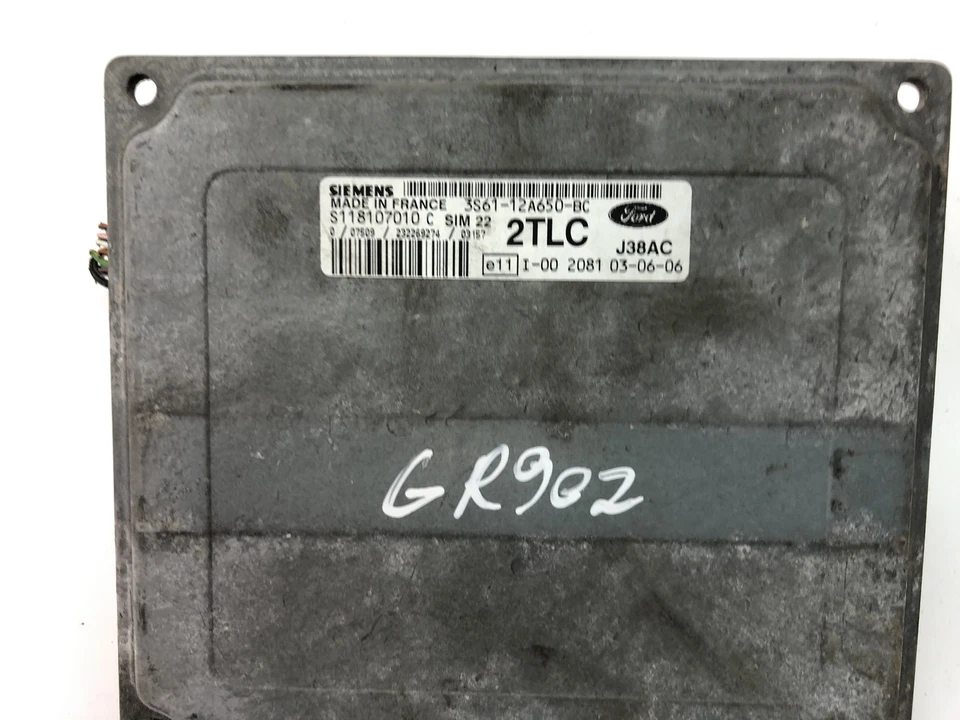 SIEMENS
MADE IN FRANCE 3S61-12A650-BC
S118107010 C SIM 22
Ford
0 / 07509 / 232269274 / 03157
2TLC
J38AC
e11 I-00 2081 03-06-06
GR902